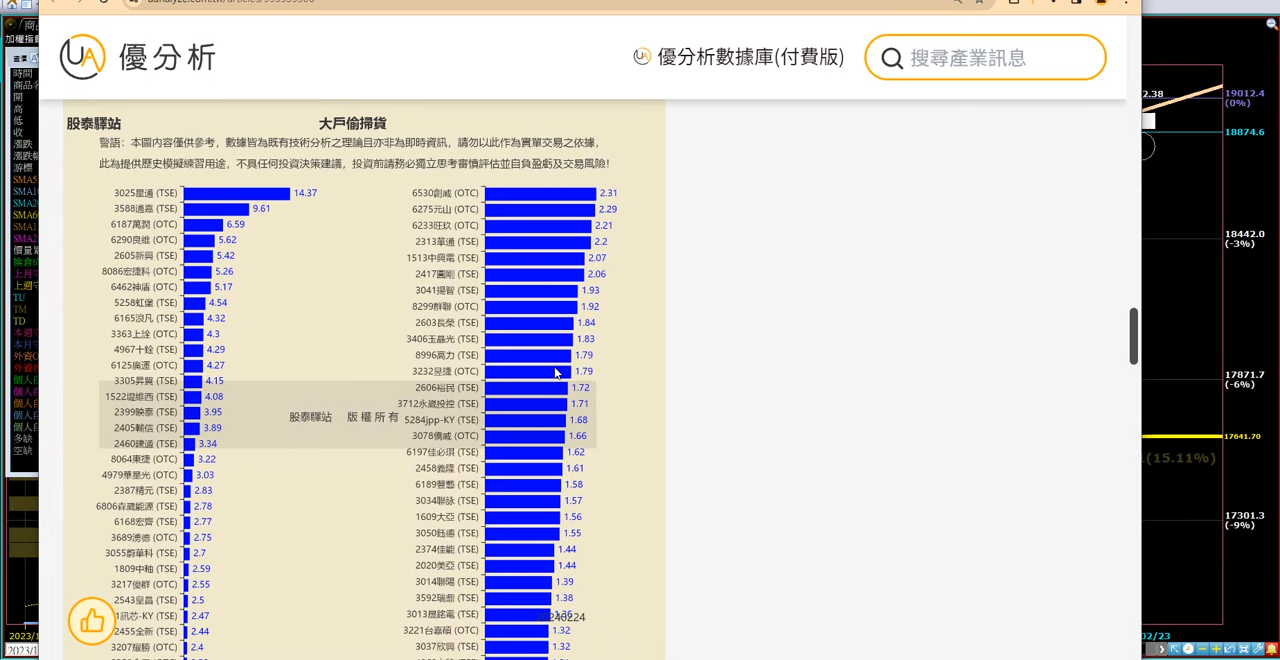 優分析
優分析數據庫(付費版)
搜尋產業訊息
股泰驛站
大戶偷掃貨
警語：本圖內容僅供參考，數據皆為既有技術分析之理論且亦非為即時資訊，請勿以此作為實單交易之依據，
此為提供歷史模擬練習用途，不具任何投資決策建議，投資前請務必獨立思考審慎評估並自負盈虧及交易風險!
3025星通 (TSE) 14.37
3588通嘉 (TSE) 9.61
6187萬潤 (OTC) 6.59
6290良維 (OTC) 5.62
2605新興 (TSE) 5.42
8086宏捷科 (OTC) 5.26
6462神盾 (OTC) 5.17
5258虹堡 (TSE) 4.54
6165浪凡 (TSE) 4.32
3363上詮 (OTC) 4.3
4967十銓 (TSE) 4.29
6125廣運 (OTC) 4.27
3305昇貿 (TSE) 4.15
1522堤維西 (TSE) 4.08
2399映泰 (TSE) 3.95
2405輔信 (TSE) 3.89
2460建通 (TSE) 3.34
8064東捷 (OTC) 3.22
4979華星光 (OTC) 3.03
2387精元 (TSE) 2.83
6806森崴能源 (TSE) 2.78
6168宏齊 (TSE) 2.77
3689湧德 (OTC) 2.75
3055蔚華科 (TSE) 2.7
1809中釉 (TSE) 2.59
3217優群 (OTC) 2.55
2543皇昌 (TSE) 2.5
訊芯-KY (TSE) 2.47
2455全新 (TSE) 2.44
3207耀勝 (OTC) 2.4
6530創威 (OTC) 2.31
6275元山 (OTC) 2.29
6233旺玖 (OTC) 2.21
2313華通 (TSE) 2.2
1513中興電 (TSE) 2.07
2417圓剛 (TSE) 2.06
3041揚智 (TSE) 1.93
8299群聯 (OTC) 1.92
2603長榮 (TSE) 1.84
3406玉晶光 (TSE) 1.83
8996高力 (TSE) 1.79
3232昱捷 (OTC) 1.79
2606裕民 (TSE) 1.72
3712永崴投控 (TSE) 1.71
5284jpp-KY (TSE) 1.68
3078僑威 (OTC) 1.66
6197佳必琪 (TSE) 1.62
2458義隆 (TSE) 1.61
6189豐藝 (TSE) 1.58
3034聯詠 (TSE) 1.57
1609大亞 (TSE) 1.56
3050鈺德 (TSE) 1.55
2374佳能 (TSE) 1.44
2020美亞 (TSE) 1.44
3014聯陽 (TSE) 1.39
3592瑞鼎 (TSE) 1.38
3013晟銘電 (TSE) 1.36
3221台嘉碩 (OTC) 1.32
3037欣興 (TSE) 1.32
股泰驛站 版權所有
20240224
19012.4
(0%)
18874.6
18442.0
(-3%)
17871.7
(-6%)
17641.70
(15.11%)
17301.3
(-9%)
02/23
2.38
時間
開
高
低
收
漲跌
游標
TU
TM
TD
多缺
空缺
2023/1